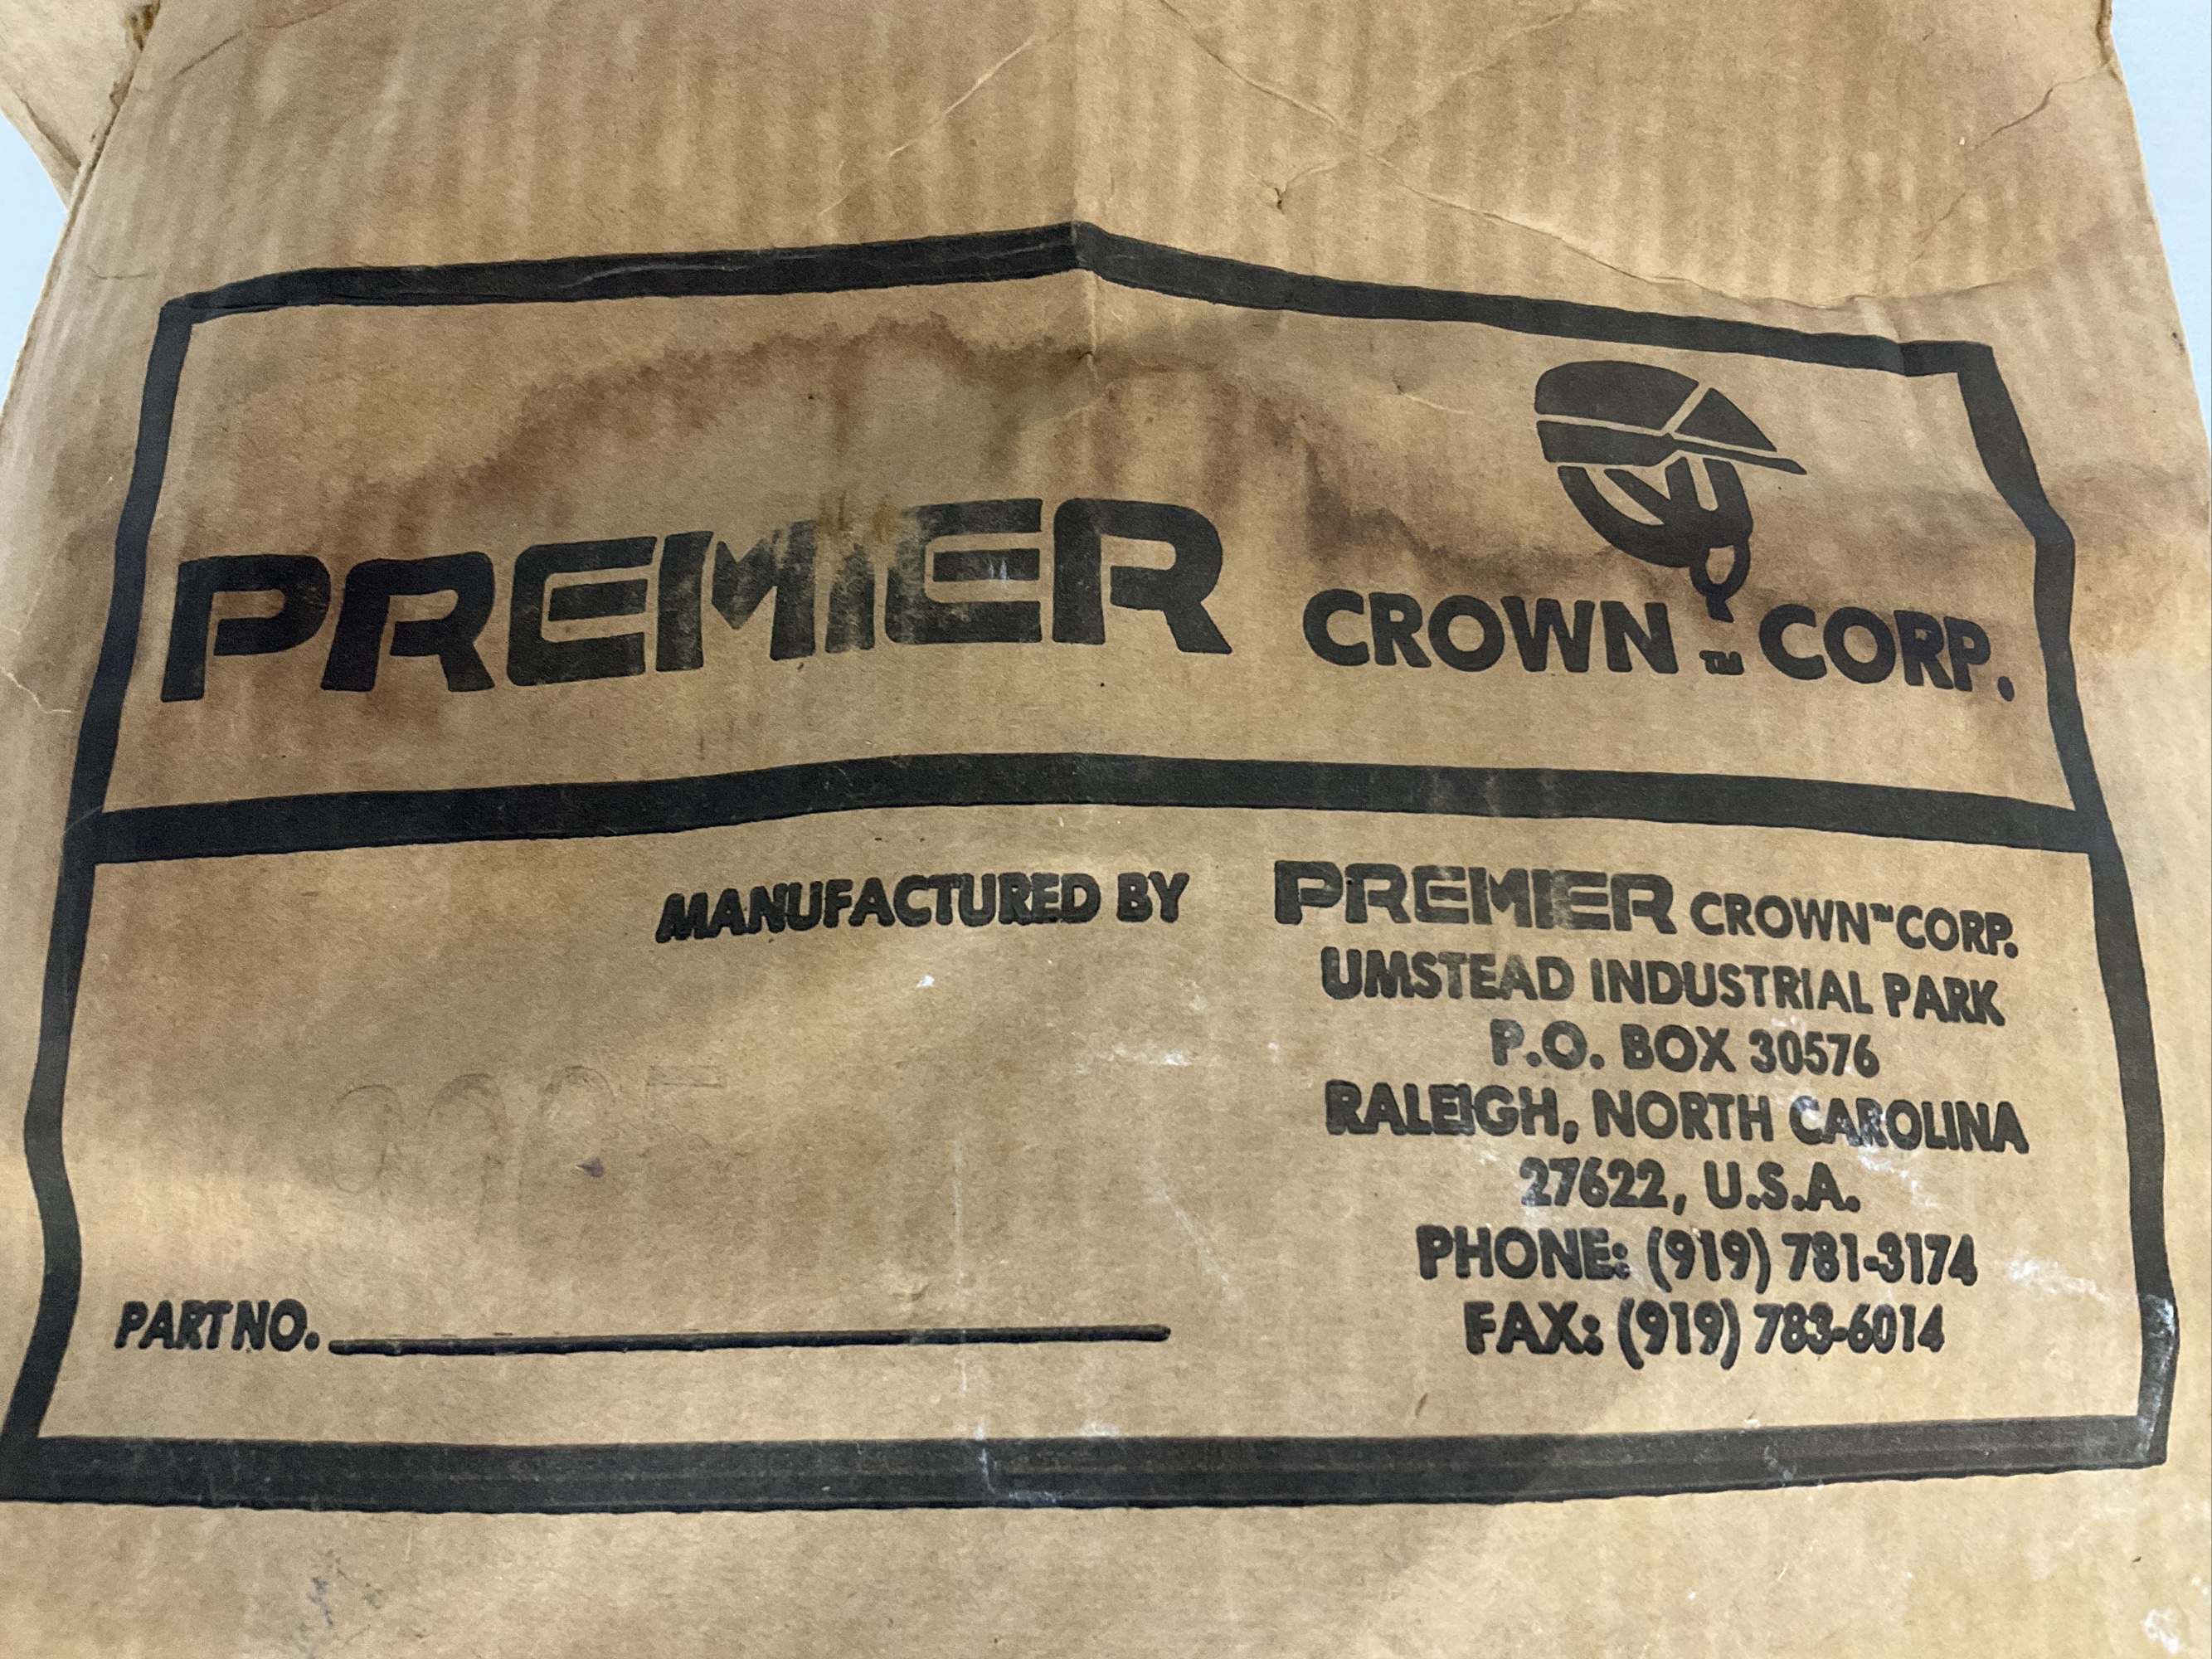 PREMIER CROWN™ CORP.
MANUFACTURED BY PREMIER CROWN™ CORP.
UMSTEAD INDUSTRIAL PARK
P.O. BOX 30576
RALEIGH, NORTH CAROLINA
27622, U.S.A.
PHONE: (919) 781-3174
FAX: (919) 783-6014
PART NO.